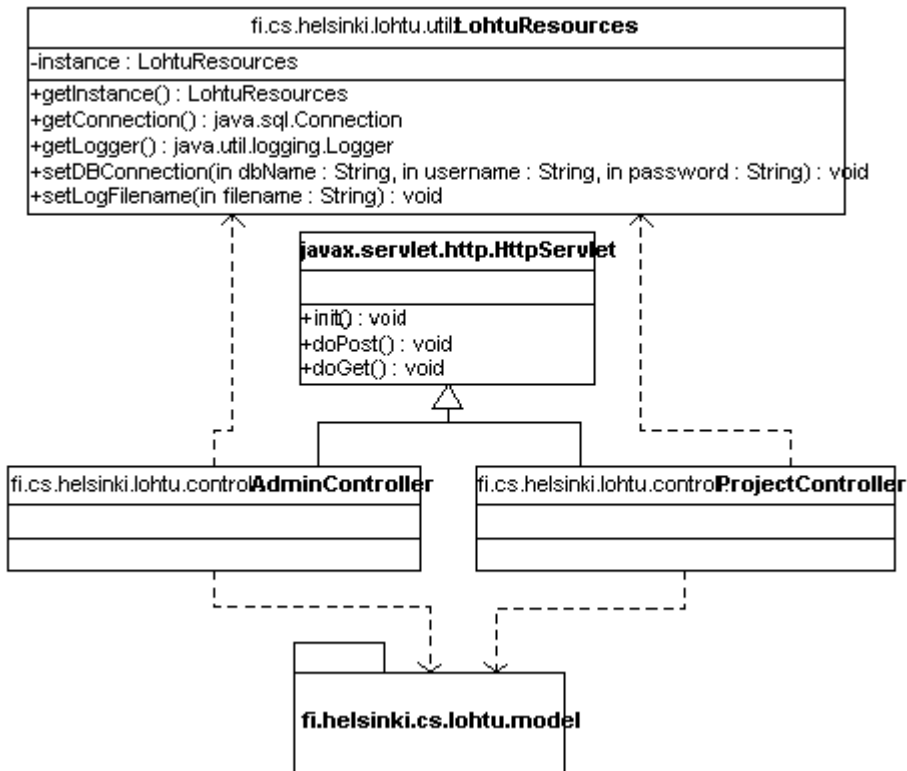 fi.cs.helsinki.lohtu.util.LohtuResources
-instance : LohtuResources
+getInstance() : LohtuResources
+getConnection() : java.sql.Connection
+getLogger() : java.util.logging.Logger
+setDBConnection(in dbName : String, in username : String, in password : String) : void
+setLogFilename(in filename : String) : void
javax.servlet.http.HttpServlet
+init() : void
+doPost() : void
+doGet() : void
fi.cs.helsinki.lohtu.control.AdminController
fi.cs.helsinki.lohtu.control.ProjectController
fi.helsinki.cs.lohtu.model